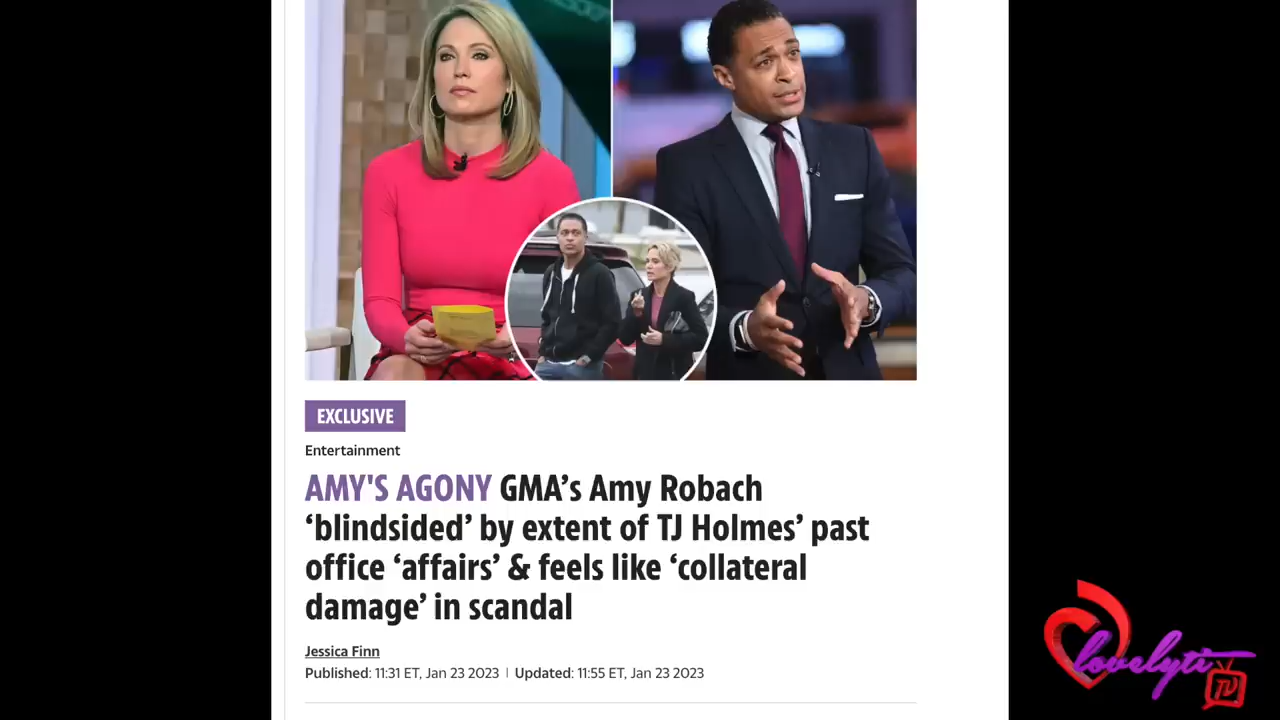 EXCLUSIVE
Entertainment
AMY'S AGONY GMA’s Amy Robach
‘blindsided’ by extent of TJ Holmes’ past
office ‘affairs’ & feels like ‘collateral
damage’ in scandal
Jessica Finn
Published: 11:31 ET, Jan 23 2023 | Updated: 11:55 ET, Jan 23 2023
lovelyti
TV